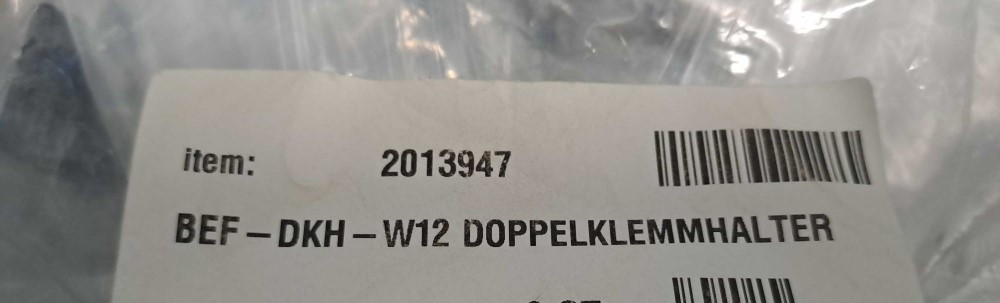 item: 2013947
BEF-DKH-W12 DOPPELKLEMMHALTER